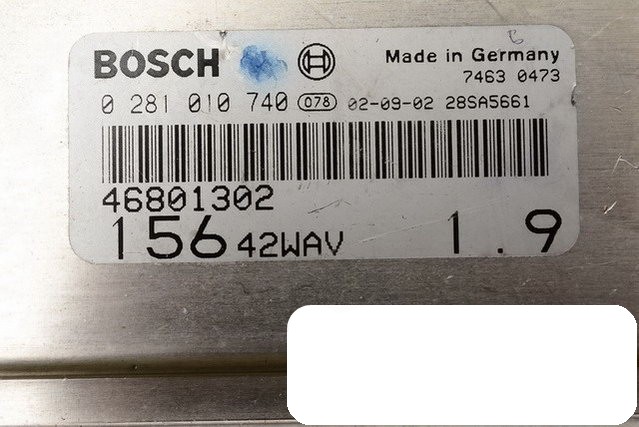 BOSCH Made in Germany
7463 0473
0 281 010 740 078 02-09-02 28SA5661
46801302
156 42WAV 1.9